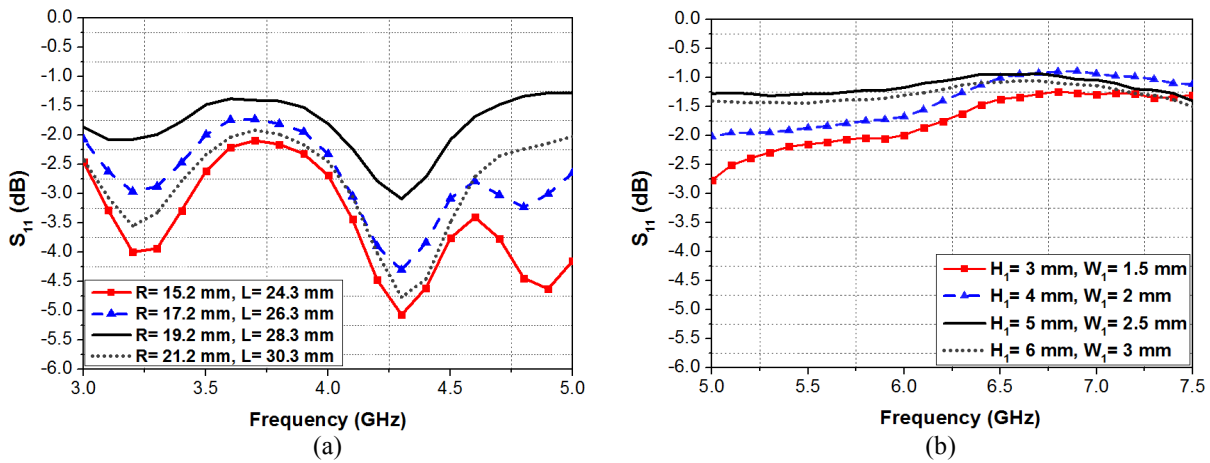 0.0
-0.5
-1.0
-1.5
-2.0
-2.5
-3.0
-3.5
-4.0
-4.5
-5.0
-5.5
-6.0
S11 (dB)
R= 15.2 mm, L= 24.3 mm
R= 17.2 mm, L= 26.3 mm
R= 19.2 mm, L= 28.3 mm
R= 21.2 mm, L= 30.3 mm
3.0 3.5 4.0 4.5 5.0
Frequency (GHz)
(a)
0.0
-0.5
-1.0
-1.5
-2.0
-2.5
-3.0
-3.5
-4.0
-4.5
-5.0
-5.5
-6.0
S11 (dB)
H1= 3 mm, W1= 1.5 mm
H1= 4 mm, W1= 2 mm
H1= 5 mm, W1= 2.5 mm
H1= 6 mm, W1= 3 mm
5.0 5.5 6.0 6.5 7.0 7.5
Frequency (GHz)
(b)